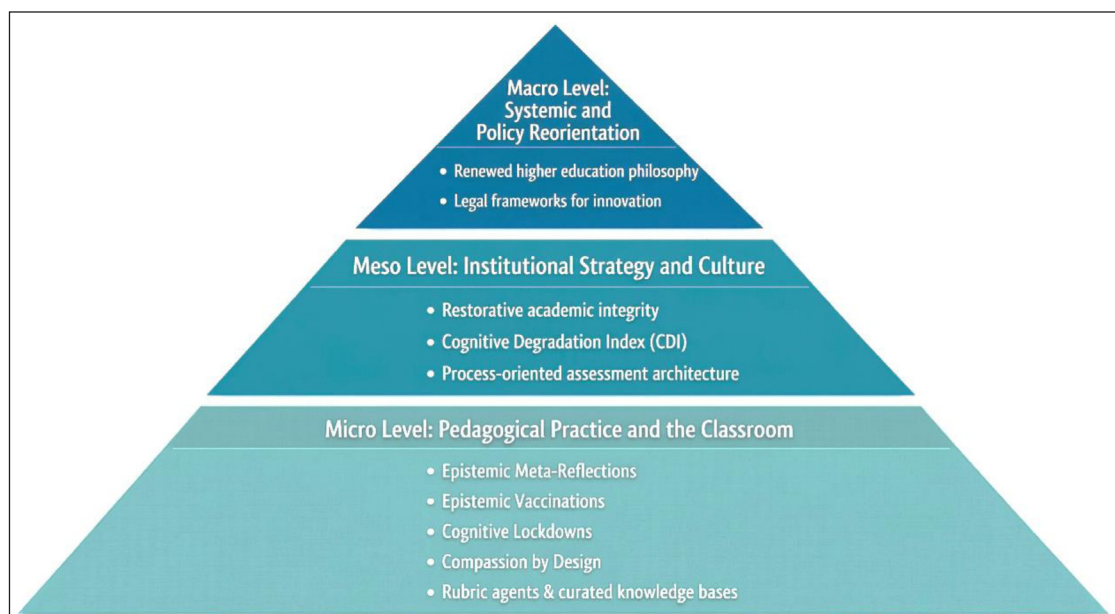 Macro Level:
Systemic and
Policy Reorientation
• Renewed higher education philosophy
• Legal frameworks for innovation
Meso Level: Institutional Strategy and Culture
• Restorative academic integrity
• Cognitive Degradation Index (CDI)
• Process-oriented assessment architecture
Micro Level: Pedagogical Practice and the Classroom
• Epistemic Meta-Reflections
• Epistemic Vaccinations
• Cognitive Lockdowns
• Compassion by Design
• Rubric agents & curated knowledge bases